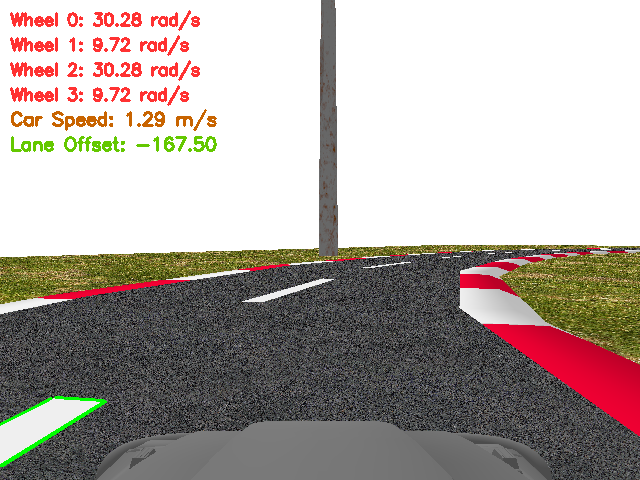 Wheel 0: 30.28 rad/s
Wheel 1: 9.72 rad/s
Wheel 2: 30.28 rad/s
Wheel 3: 9.72 rad/s
Car Speed: 1.29 m/s
Lane Offset: -167.50